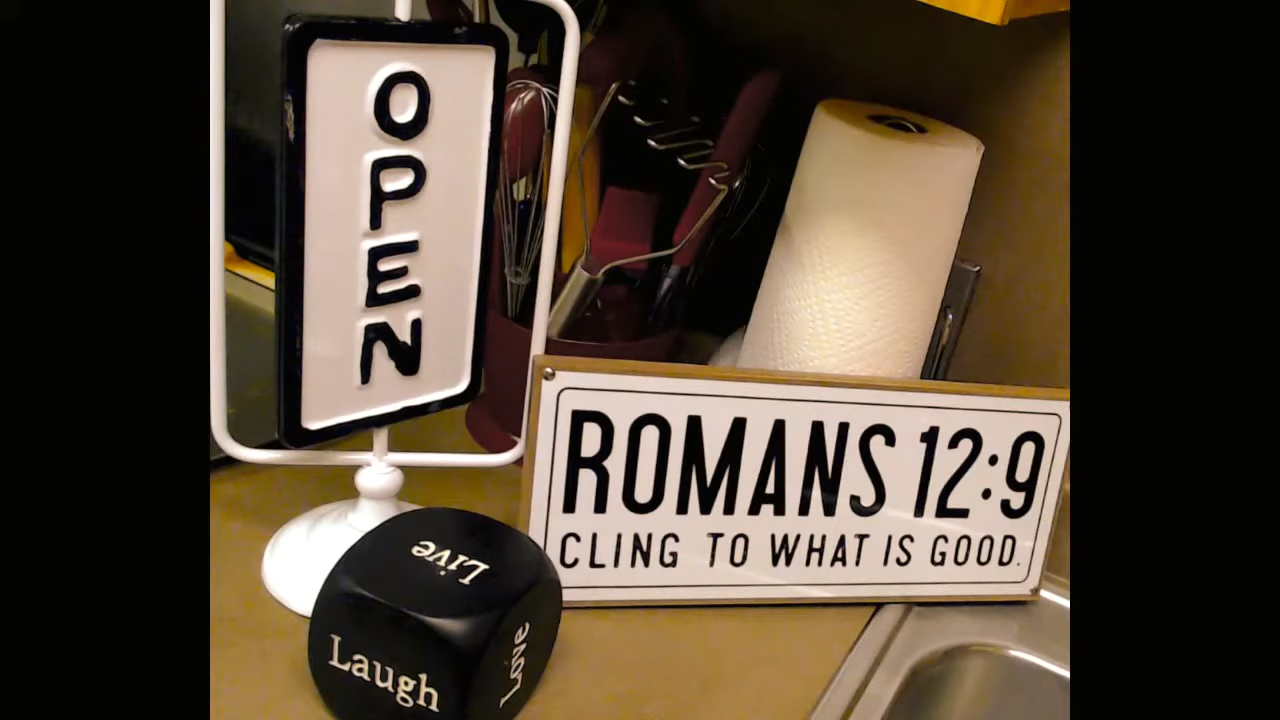 OPEN
ROMANS 12:9
CLING TO WHAT IS GOOD.
Live
Laugh
Love